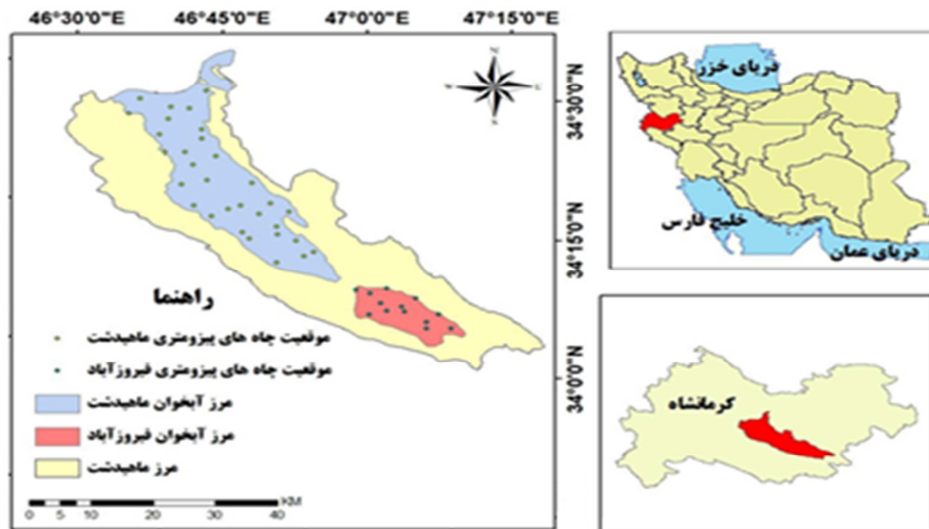 46°30'0"E 46°45'0"E 47°0'0"E 47°15'0"E
34°30'0"N
34°15'0"N
34°0'0"N
راهنما
موقعیت چاه های پیزومتری ماهیدشت
موقعیت چاه های پیزومتری فیروزآباد
مرز آبخوان ماهیدشت
مرز آبخوان فیروزآباد
مرز ماهیدشت
KM
0 5 10 20 30 40
دریای خزر
خلیج فارس
دریای عمان
کرمانشاه